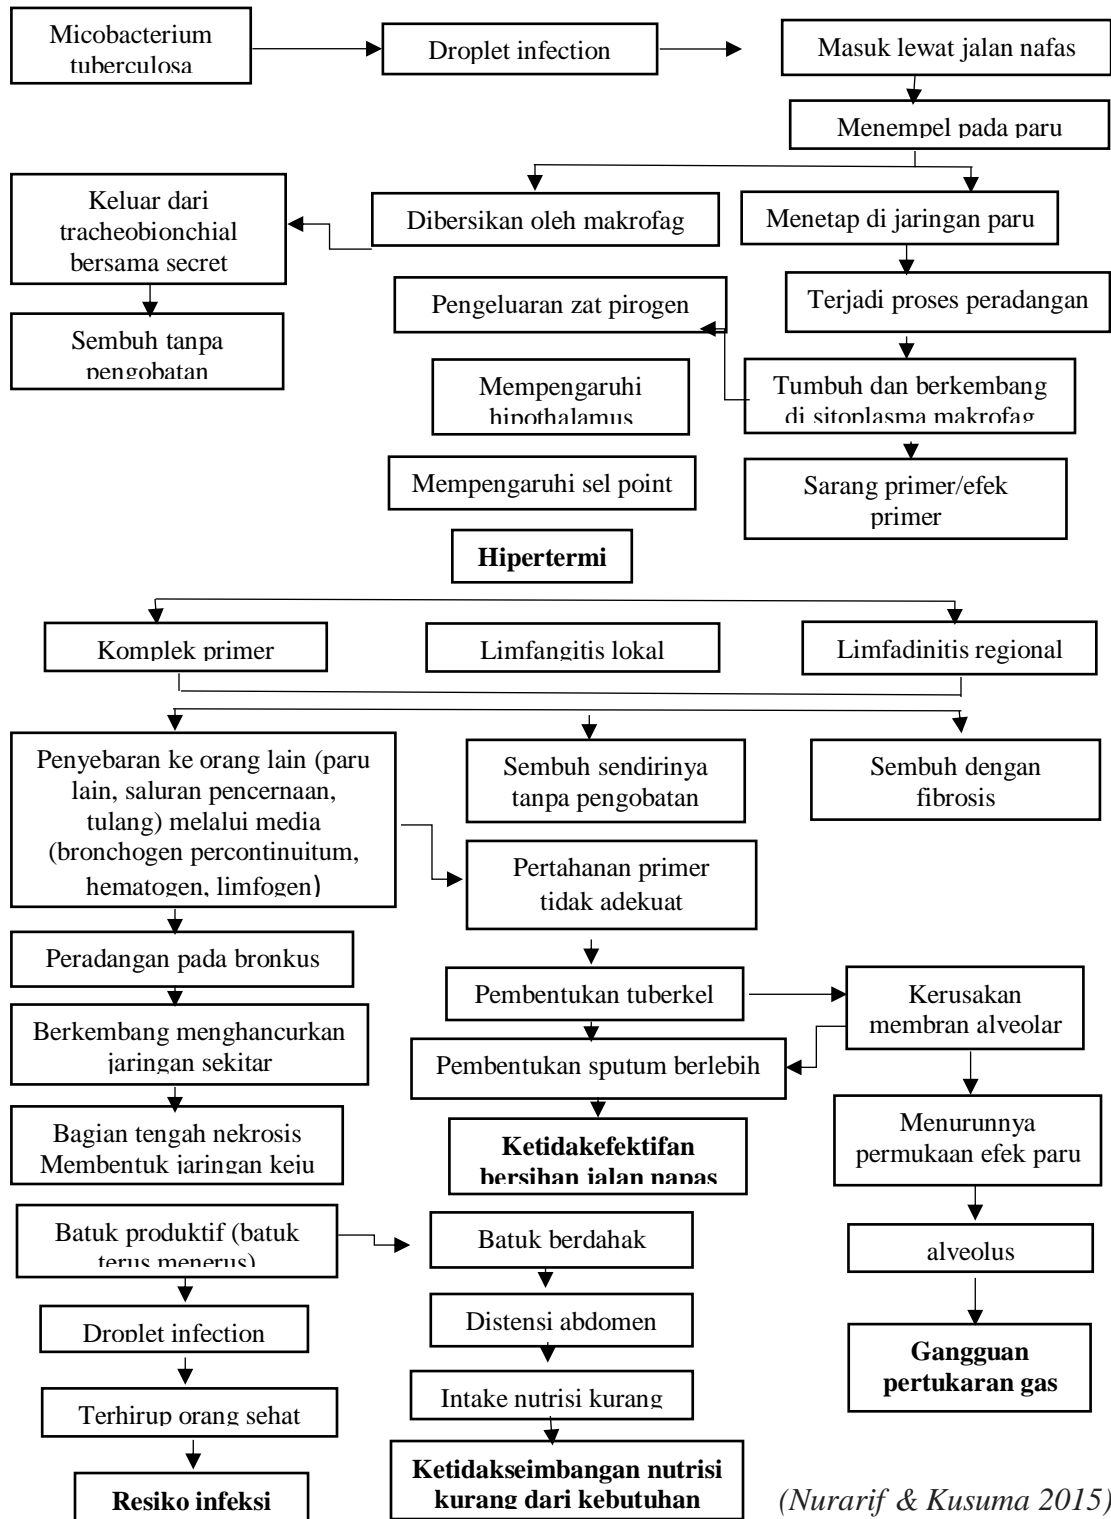 Micobacterium
tuberculosa
Droplet infection
Masuk lewat jalan nafas
Menempel pada paru
Keluar dari
tracheobionchial
bersama secret
Dibersikan oleh makrofag
Menetap di jaringan paru
Pengeluaran zat pirogen
Terjadi proses peradangan
Sembuh tanpa
pengobatan
Mempengaruhi
hipothalamus
Tumbuh dan berkembang
di sitoplasma makrofag
Mempengaruhi sel point
Sarang primer/efek
primer
Hipertermi
Komplek primer
Limfangitis lokal
Limfadinitis regional
Penyebaran ke orang lain (paru
lain, saluran pencernaan,
tulang) melalui media
(bronchogen percontinuitum,
hematogen, limfogen)
Sembuh sendirinya
tanpa pengobatan
Sembuh dengan
fibrosis
Pertahanan primer
tidak adekuat
Peradangan pada bronkus
Pembentukan tuberkel
Kerusakan
membran alveolar
Berkembang menghancurkan
jaringan sekitar
Pembentukan sputum berlebih
Bagian tengah nekrosis
Membentuk jaringan keju
Ketidakefektifan
bersihan jalan napas
Menurunnya
permukaan efek paru
Batuk produktif (batuk
terus menerus)
Batuk berdahak
alveolus
Droplet infection
Distensi abdomen
Gangguan
pertukaran gas
Terhirup orang sehat
Intake nutrisi kurang
Resiko infeksi
Ketidakseimbangan nutrisi
kurang dari kebutuhan
(Nurarif & Kusuma 2015)